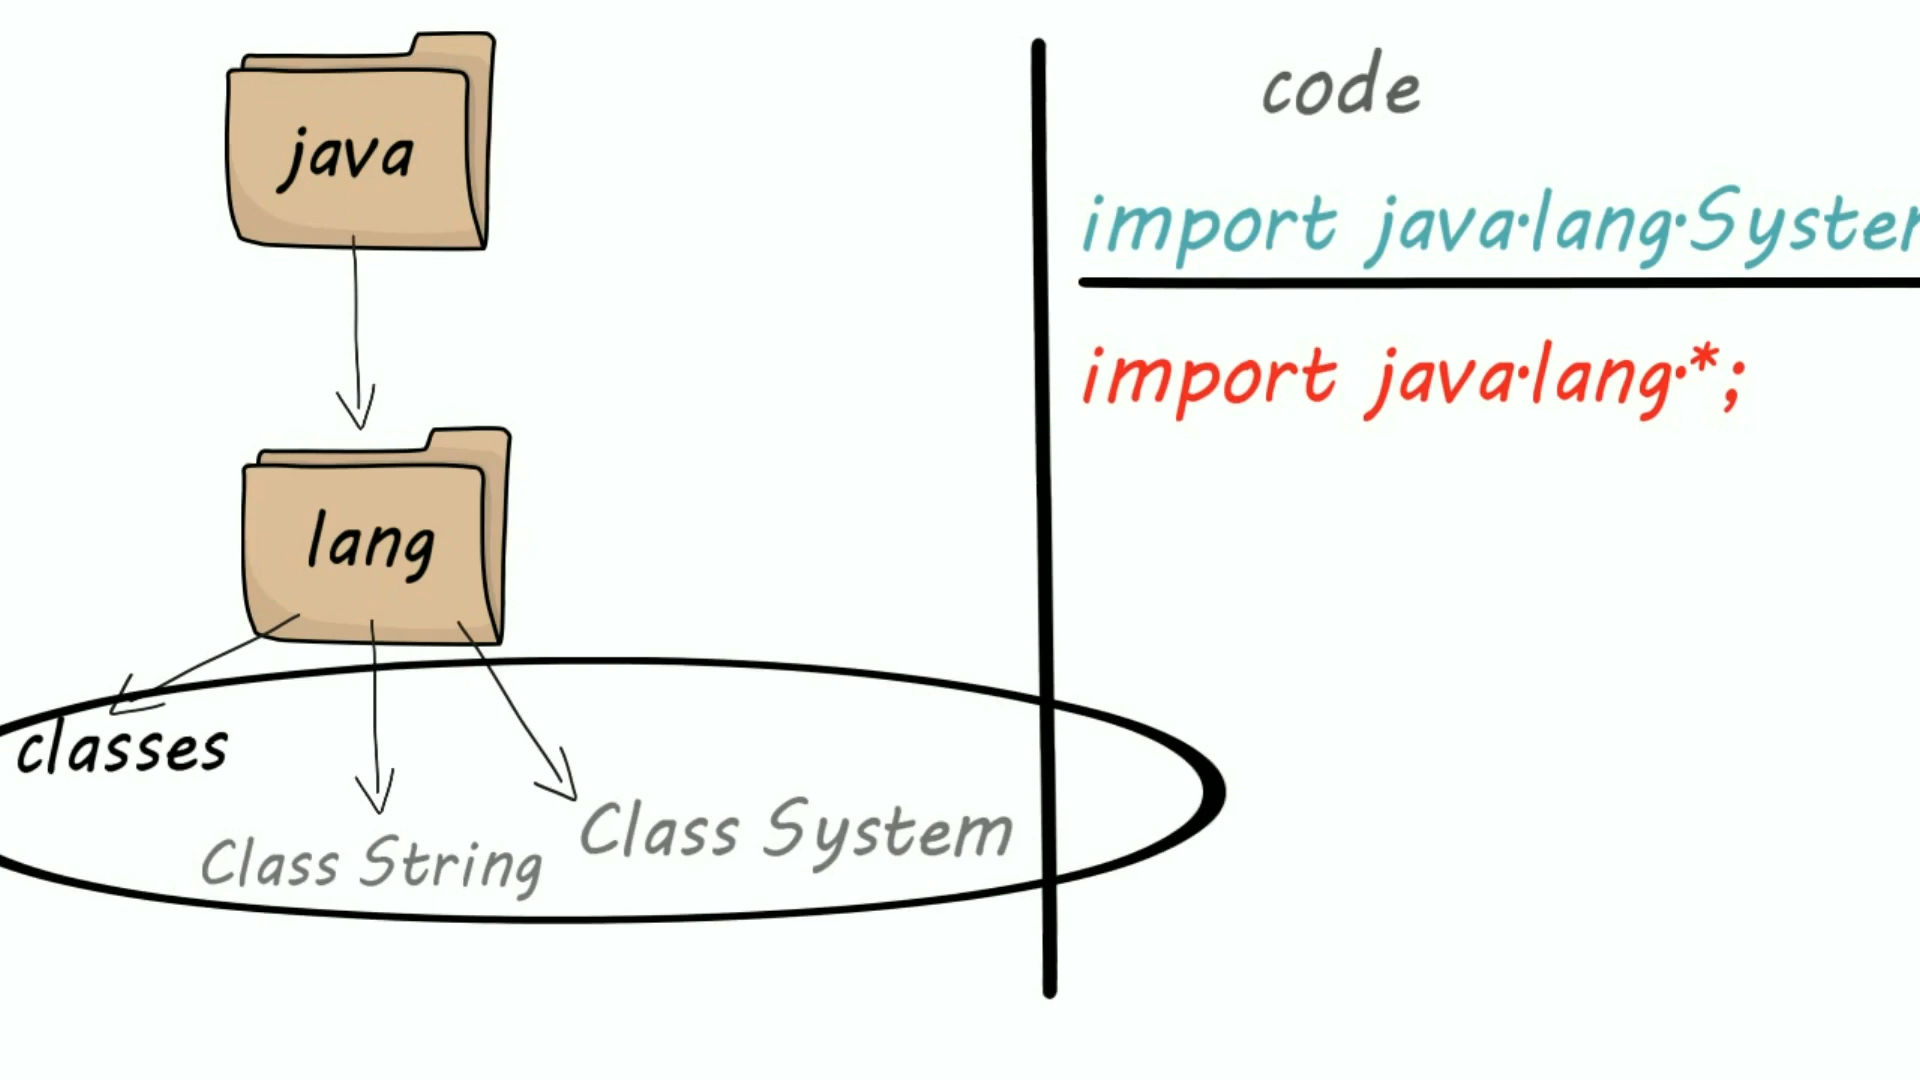 java
lang
classes
Class String
Class System
code
import java.lang.Syster
import java.lang.*;